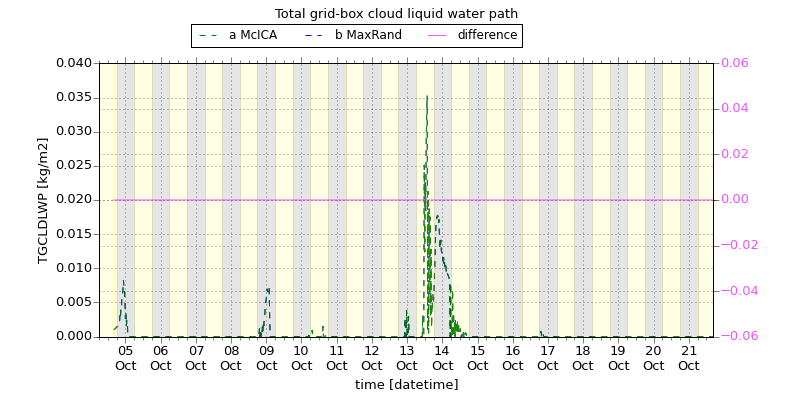 Total grid-box cloud liquid water path
a McICA b MaxRand difference
0.040 0.06
0.035 0.04
0.030
0.025 0.02
0.020 0.00
0.015 −0.02
0.010
0.005 −0.04
0.000 −0.06
TGCLDLWP [kg/m2]
05 06 07 08 09 10 11 12 13 14 15 16 17 18 19 20 21
Oct Oct Oct Oct Oct Oct Oct Oct Oct Oct Oct Oct Oct Oct Oct Oct Oct
time [datetime]